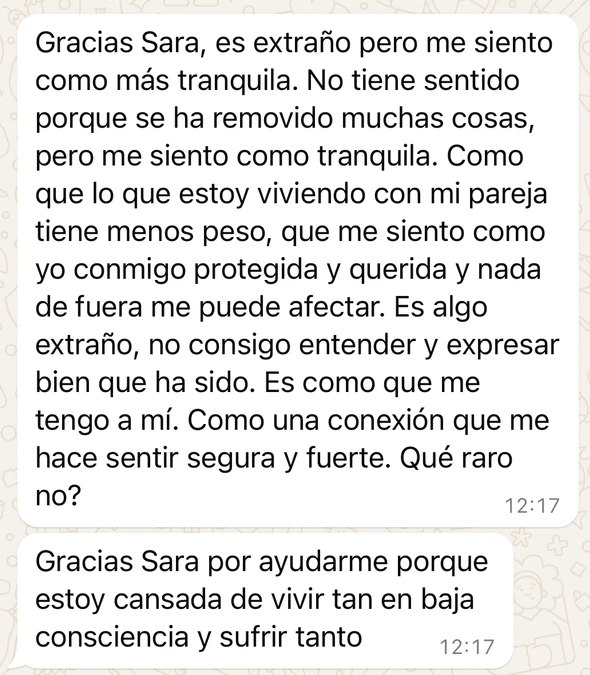 Gracias Sara, es extraño pero me siento
como más tranquila. No tiene sentido
porque se ha removido muchas cosas,
pero me siento como tranquila. Como
que lo que estoy viviendo con mi pareja
tiene menos peso, que me siento como
yo conmigo protegida y querida y nada
de fuera me puede afectar. Es algo
extraño, no consigo entender y expresar
bien que ha sido. Es como que me
tengo a mí. Como una conexión que me
hace sentir segura y fuerte. Qué raro
no?
12:17
Gracias Sara por ayudarme porque
estoy cansada de vivir tan en baja
consciencia y sufrir tanto
12:17